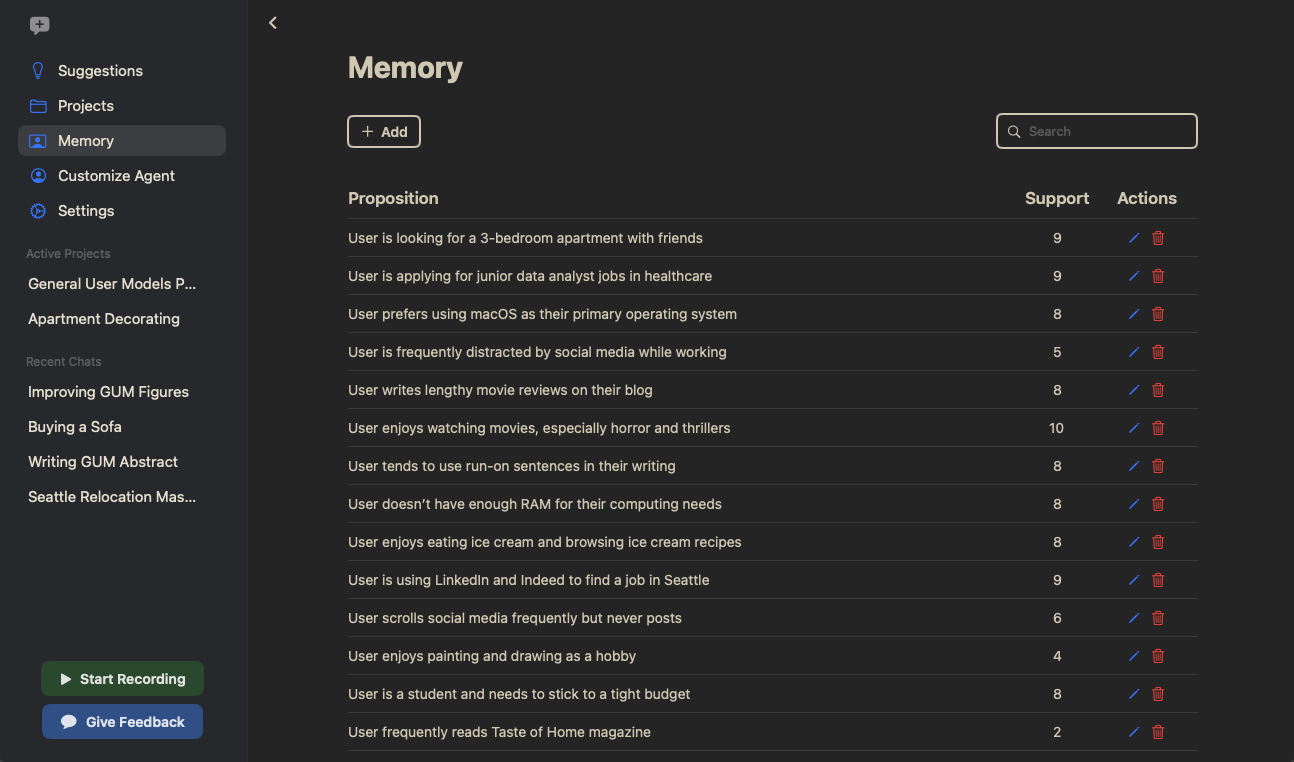 Suggestions
Projects
Memory
Customize Agent
Settings
Active Projects
General User Models P...
Apartment Decorating
Recent Chats
Improving GUM Figures
Buying a Sofa
Writing GUM Abstract
Seattle Relocation Mas...
Start Recording
Give Feedback
Memory
+ Add
Search
Proposition Support Actions
User is looking for a 3-bedroom apartment with friends 9
User is applying for junior data analyst jobs in healthcare 9
User prefers using macOS as their primary operating system 8
User is frequently distracted by social media while working 5
User writes lengthy movie reviews on their blog 8
User enjoys watching movies, especially horror and thrillers 10
User tends to use run-on sentences in their writing 8
User doesn’t have enough RAM for their computing needs 8
User enjoys eating ice cream and browsing ice cream recipes 8
User is using LinkedIn and Indeed to find a job in Seattle 9
User scrolls social media frequently but never posts 6
User enjoys painting and drawing as a hobby 4
User is a student and needs to stick to a tight budget 8
User frequently reads Taste of Home magazine 2